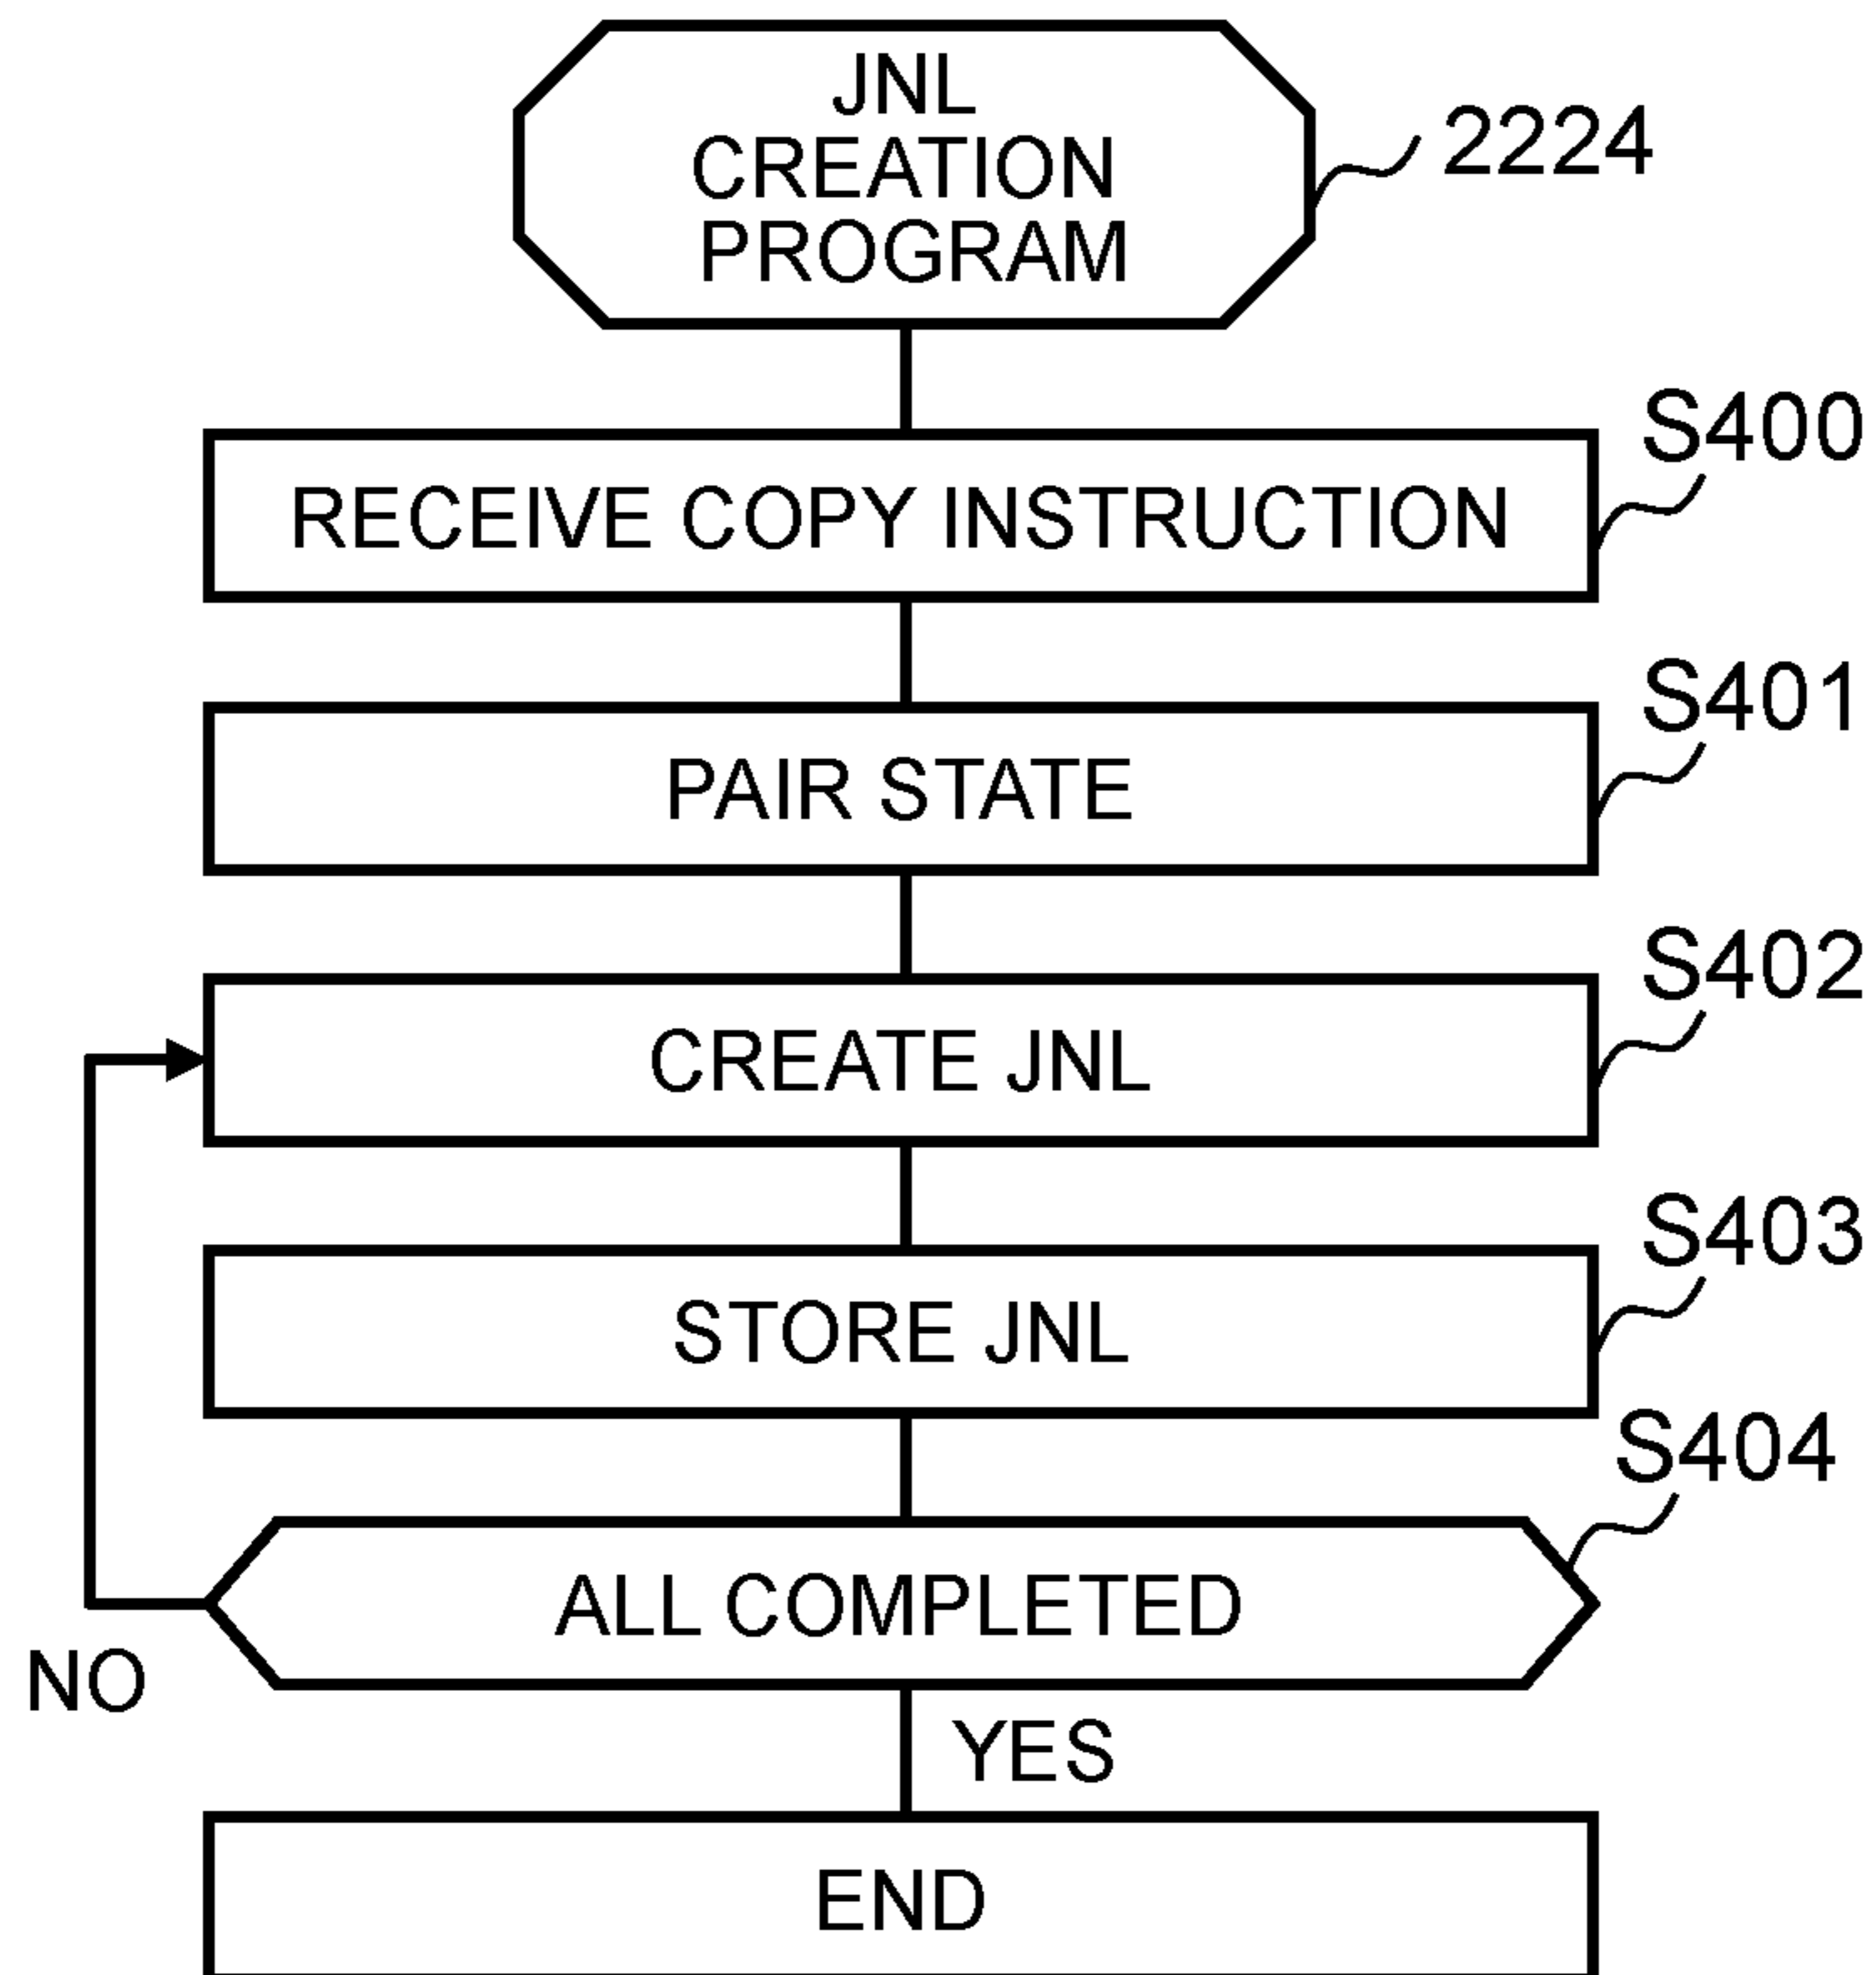 JNL
CREATION
PROGRAM
2224
S400
RECEIVE COPY INSTRUCTION
S401
PAIR STATE
S402
CREATE JNL
S403
STORE JNL
S404
ALL COMPLETED
NO
YES
END